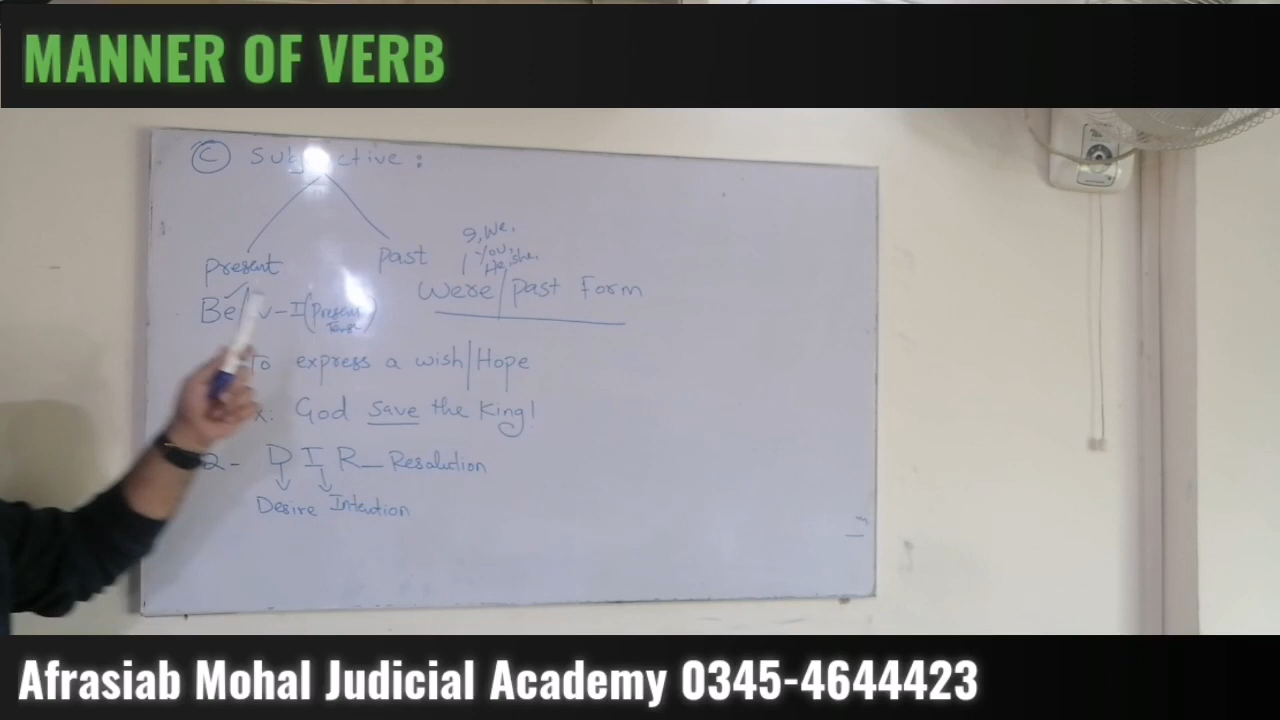 MANNER OF VERB
C Subjective :
I, We,
present past You,
He, she,
Were / past Form
Be / v-I (Present Tense)
To express a wish / Hope
x: God save the King!
2- D I R — Resolution
Desire Intention
Afrasiab Mohal Judicial Academy 0345-4644423